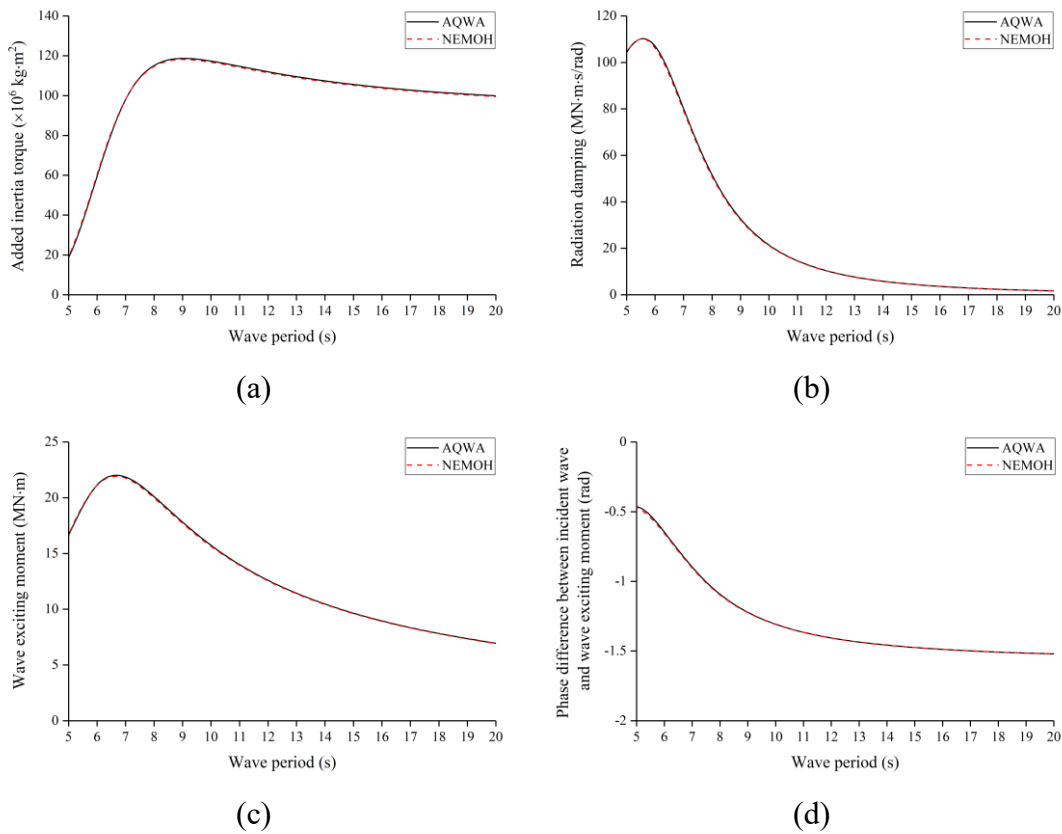 AQWA
NEMOH
Added inertia torque (×10⁶ kg·m²)
140
120
100
80
60
40
20
0
5 6 7 8 9 10 11 12 13 14 15 16 17 18 19 20
Wave period (s)
(a)
AQWA
NEMOH
Radiation damping (MN·m·s/rad)
120
100
80
60
40
20
0
5 6 7 8 9 10 11 12 13 14 15 16 17 18 19 20
Wave period (s)
(b)
AQWA
NEMOH
Wave exciting moment (MN·m)
25
20
15
10
5
0
5 6 7 8 9 10 11 12 13 14 15 16 17 18 19 20
Wave period (s)
(c)
AQWA
NEMOH
Phase difference between incident wave
and wave exciting moment (rad)
0
-0.5
-1
-1.5
-2
5 6 7 8 9 10 11 12 13 14 15 16 17 18 19 20
Wave period (s)
(d)